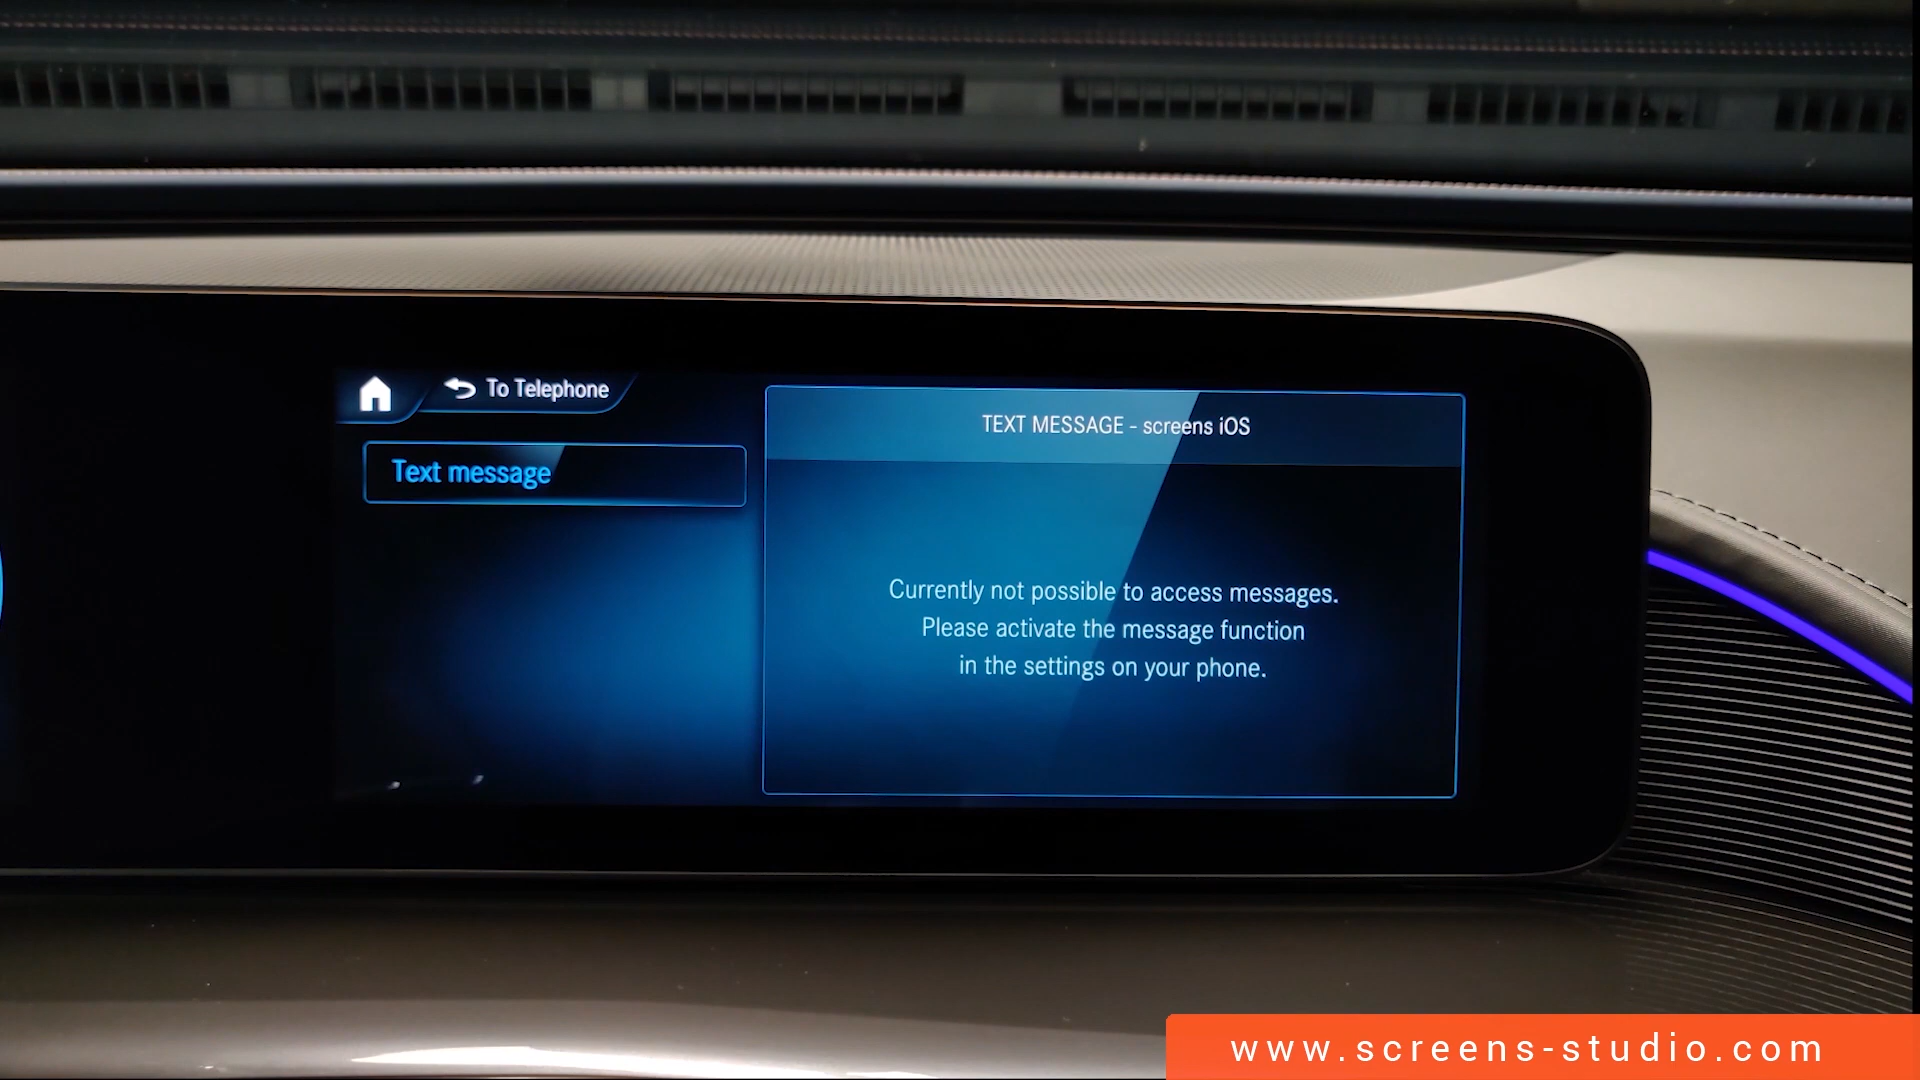 To Telephone
Text message
TEXT MESSAGE - screens iOS
Currently not possible to access messages.
Please activate the message function
in the settings on your phone.
www.screens-studio.com